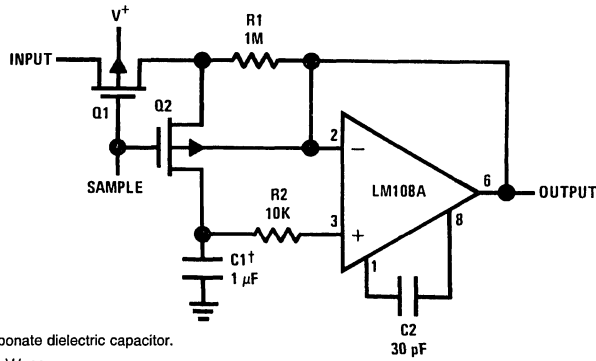 V+
R1
1M
INPUT
Q1
Q2
SAMPLE
2
−
LM108A
6
OUTPUT
R2
10K
3
+
8
1
C1†
1 μF
C2
30 pF
bonate dielectric capacitor.